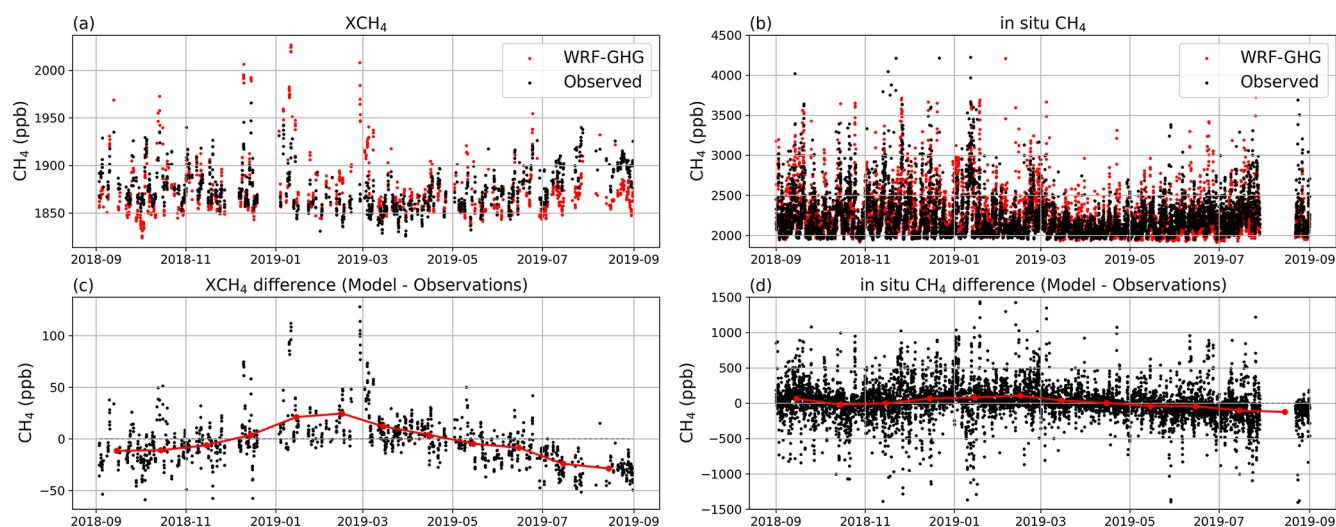 (a) XCH₄
CH₄ (ppb)
2000
1950
1900
1850
WRF-GHG
Observed
2018-09 2018-11 2019-01 2019-03 2019-05 2019-07 2019-09
(b) in situ CH₄
CH₄ (ppb)
4500
4000
3500
3000
2500
2000
WRF-GHG
Observed
2018-09 2018-11 2019-01 2019-03 2019-05 2019-07 2019-09
(c) XCH₄ difference (Model - Observations)
CH₄ (ppb)
100
50
0
−50
2018-09 2018-11 2019-01 2019-03 2019-05 2019-07 2019-09
(d) in situ CH₄ difference (Model - Observations)
CH₄ (ppb)
1500
1000
500
0
−500
−1000
−1500
2018-09 2018-11 2019-01 2019-03 2019-05 2019-07 2019-09